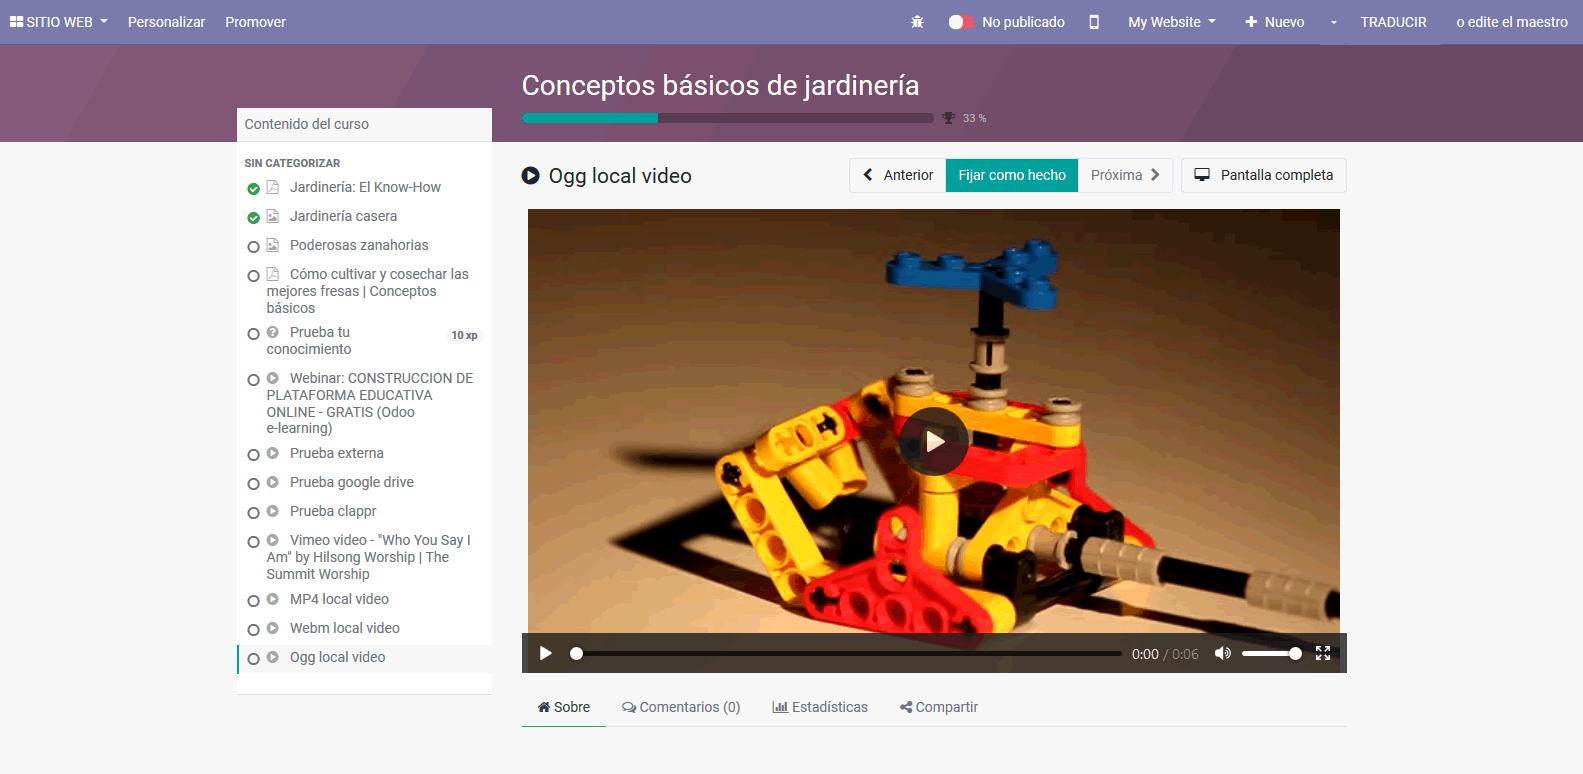 SITIO WEB Personalizar Promover No publicado My Website Nuevo TRADUCIR o edite el maestro
Conceptos básicos de jardinería
33 %
Contenido del curso
SIN CATEGORIZAR
Jardinería: El Know-How
Jardinería casera
Poderosas zanahorias
Cómo cultivar y cosechar las
mejores fresas | Conceptos
básicos
Prueba tu 10 xp
conocimiento
Webinar: CONSTRUCCION DE
PLATAFORMA EDUCATIVA
ONLINE - GRATIS (Odoo
e-learning)
Prueba externa
Prueba google drive
Prueba clappr
Vimeo video - "Who You Say I
Am" by Hilsong Worship | The
Summit Worship
MP4 local video
Webm local video
Ogg local video
Ogg local video Anterior Fijar como hecho Próxima Pantalla completa
0:00 / 0:06
Sobre Comentarios (0) Estadísticas Compartir